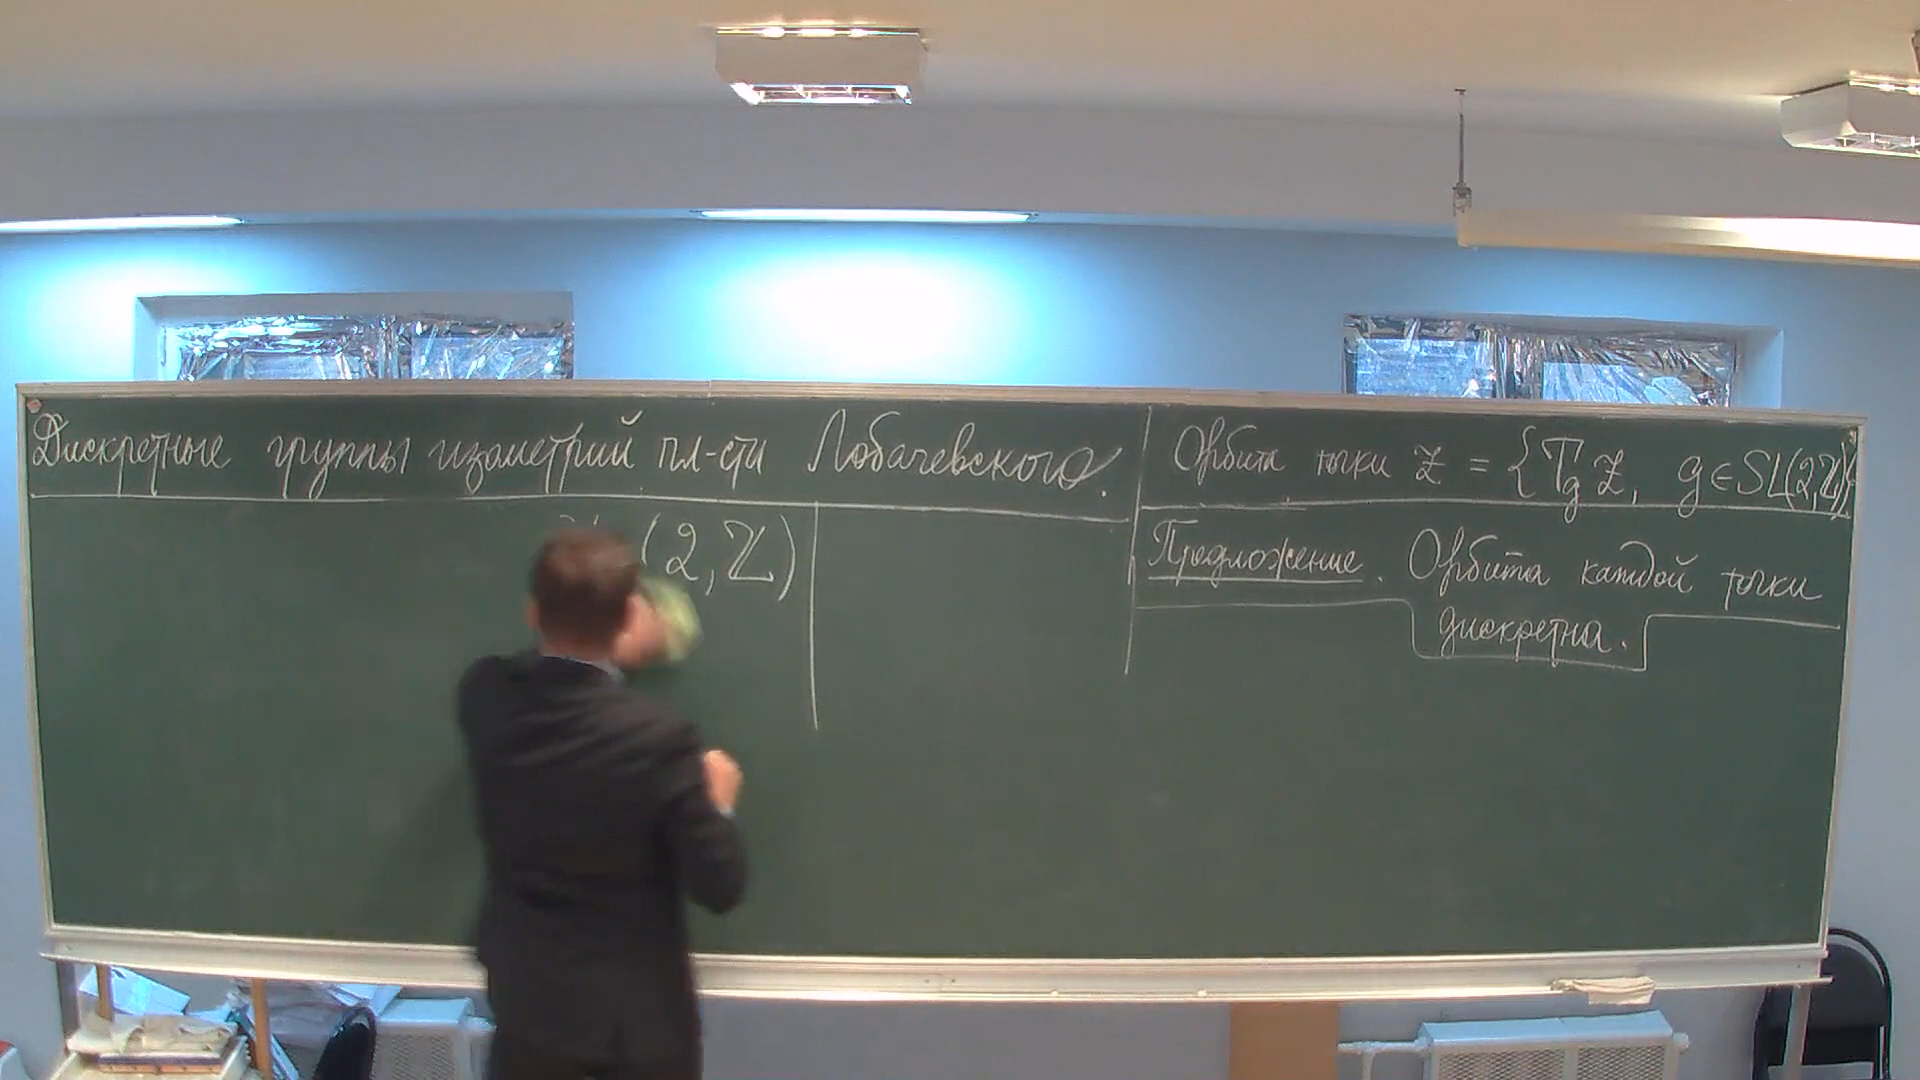 Дискретные группы изометрий пл-сти Лобачевского.
(2, ℤ)
Орбита точки z = {T_g z, g ∈ SL(2,ℤ)}
Предложение. Орбита каждой точки
дискретна.